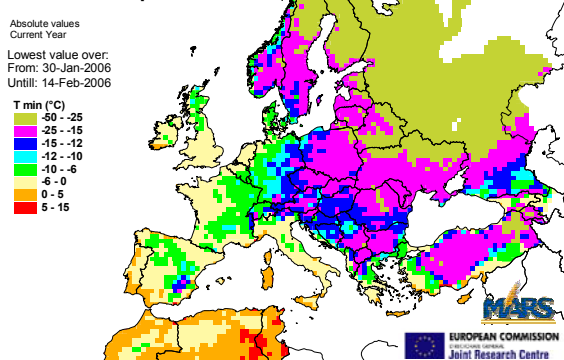 Absolute values
Current Year
Lowest value over:
From: 30-Jan-2006
Untill: 14-Feb-2006
T min (°C)
-50 - -25
-25 - -15
-15 - -12
-12 - -10
-10 - -6
-6 - 0
0 - 5
5 - 15
MARS
EUROPEAN COMMISSION
DIRECTORATE GENERAL
Joint Research Centre